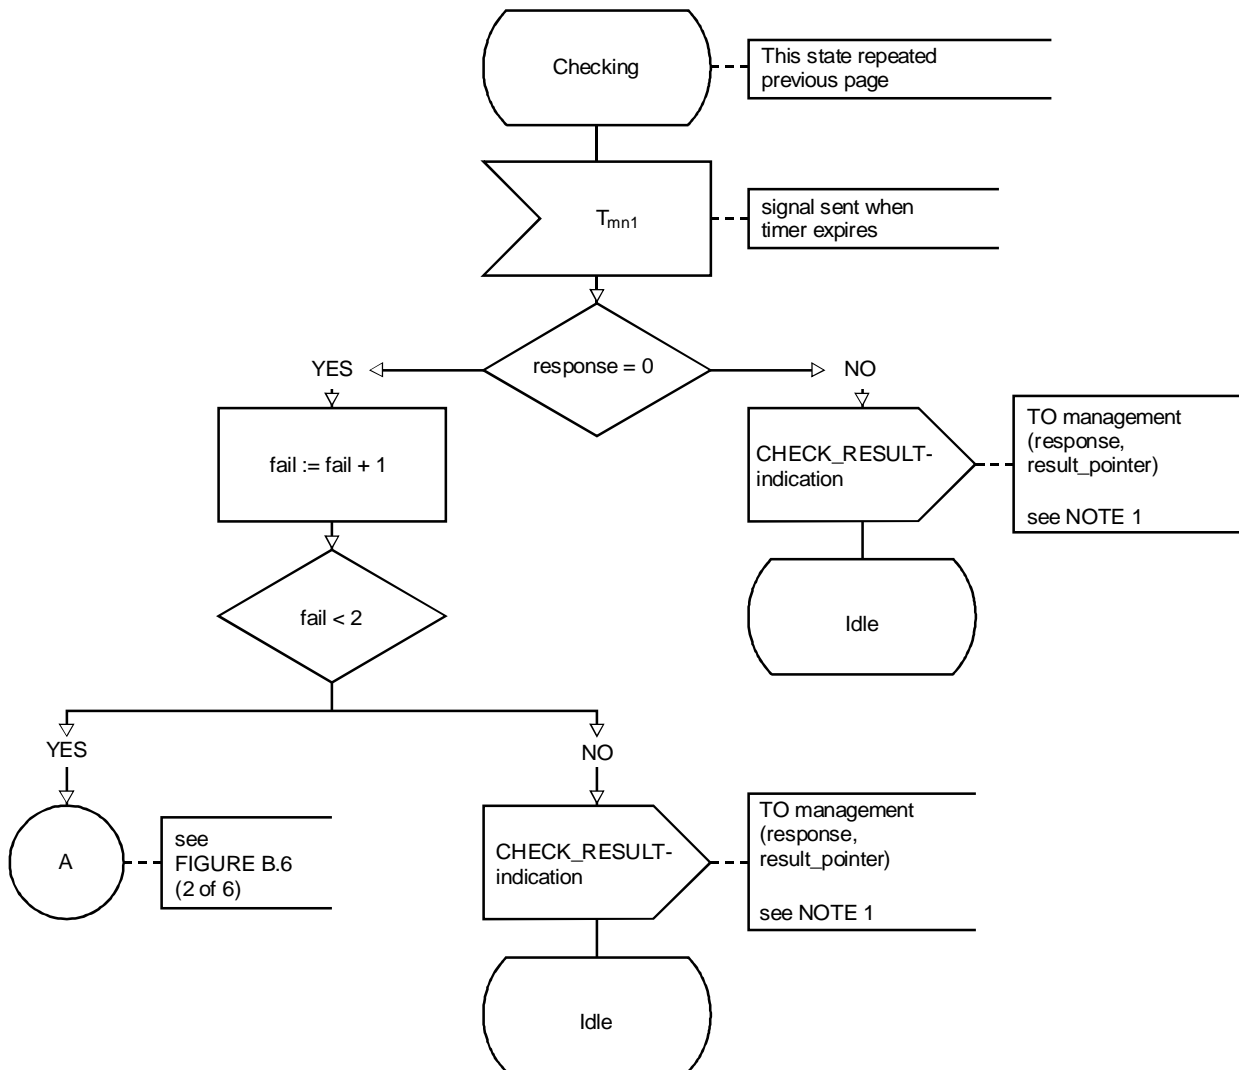 Checking
This state repeated
previous page
Tmn1
signal sent when
timer expires
response = 0
YES
NO
fail := fail + 1
CHECK_RESULT-
indication
TO management
(response,
result_pointer)
see NOTE 1
fail < 2
Idle
YES
NO
A
see
FIGURE B.6
(2 of 6)
CHECK_RESULT-
indication
TO management
(response,
result_pointer)
see NOTE 1
Idle